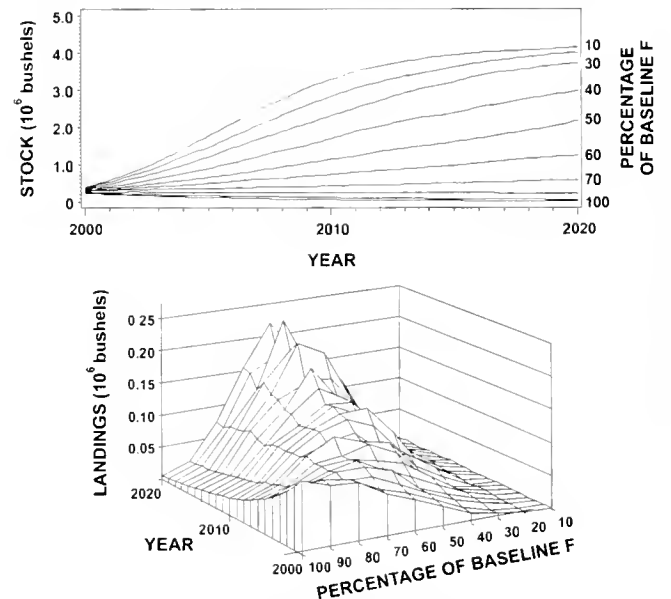 STOCK (10⁶ bushels)
5.0
4.0
3.0
2.0
1.0
0
10
30
40
50
60
70
100
PERCENTAGE
OF BASELINE F
2000 2010 2020
YEAR
LANDINGS (10⁶ bushels)
0 25
0.20
0.15
0.10
0.05
2020
2010
2000
YEAR
100 90 80 70 60 50 40 30 20 10
PERCENTAGE OF BASELINE F